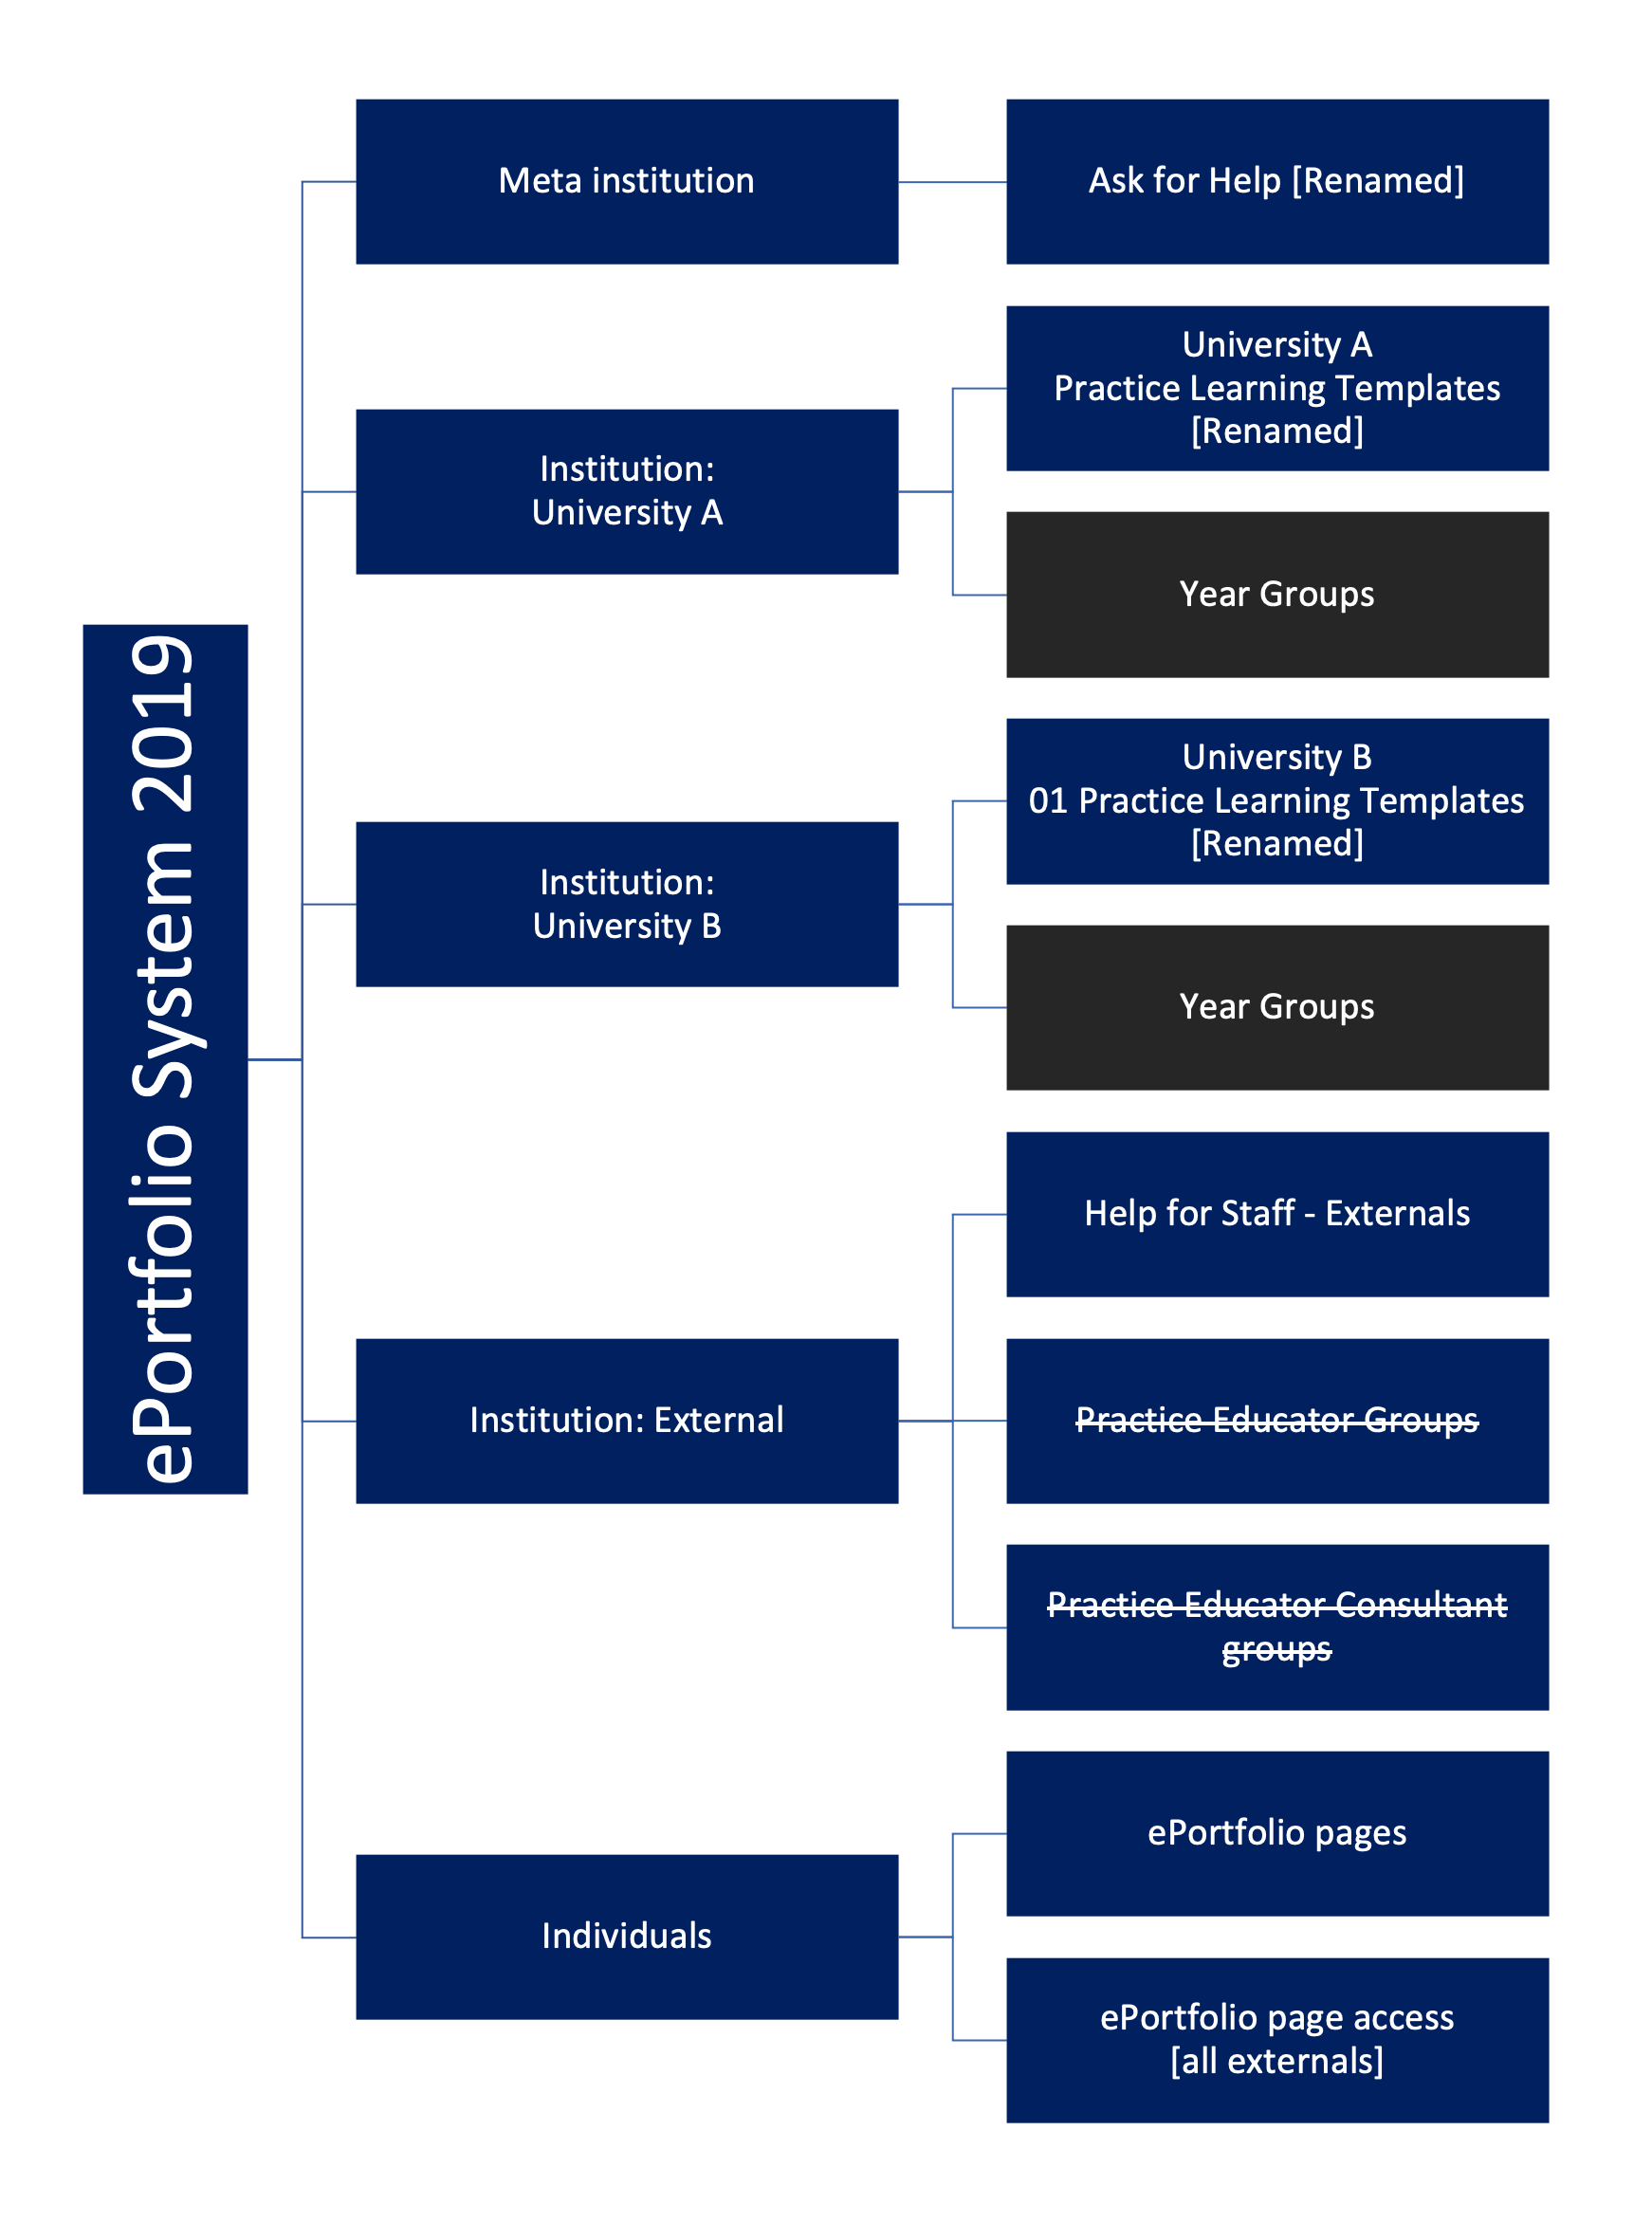 ePortfolio System 2019
Meta institution
Ask for Help [Renamed]
Institution:
University A
University A
Practice Learning Templates
[Renamed]
Year Groups
Institution:
University B
University B
01 Practice Learning Templates
[Renamed]
Year Groups
Institution: External
Help for Staff - Externals
Practice Educator Groups
Practice Educator Consultant
groups
Individuals
ePortfolio pages
ePortfolio page access
[all externals]